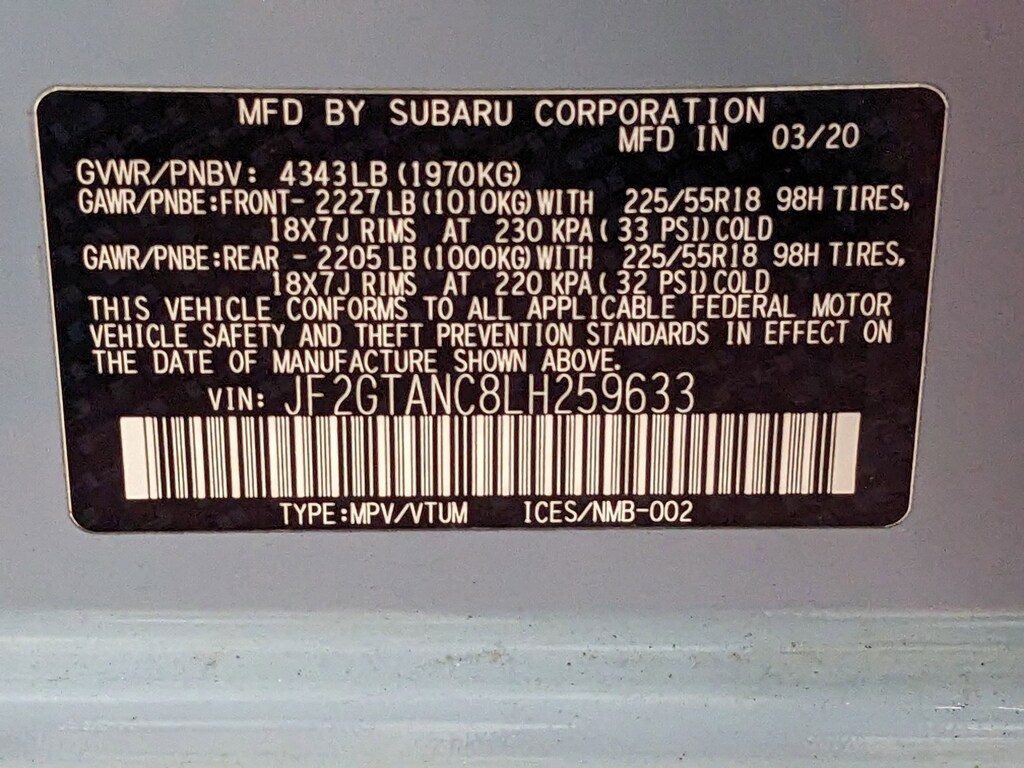 MFD BY SUBARU CORPORATION
MFD IN 03/20
GVWR/PNBV: 4343LB (1970KG)
GAWR/PNBE:FRONT- 2227LB (1010KG) WITH 225/55R18 98H TIRES,
18X7J RIMS AT 230 KPA ( 33 PSI) COLD
GAWR/PNBE:REAR - 2205LB (1000KG) WITH 225/55R18 98H TIRES,
18X7J RIMS AT 220 KPA ( 32 PSI) COLD
THIS VEHICLE CONFORMS TO ALL APPLICABLE FEDERAL MOTOR
VEHICLE SAFETY AND THEFT PREVENTION STANDARDS IN EFFECT ON
THE DATE OF MANUFACTURE SHOWN ABOVE.
VIN: JF2GTANC8LH259633
TYPE:MPV/VTUM ICES/NMB-002